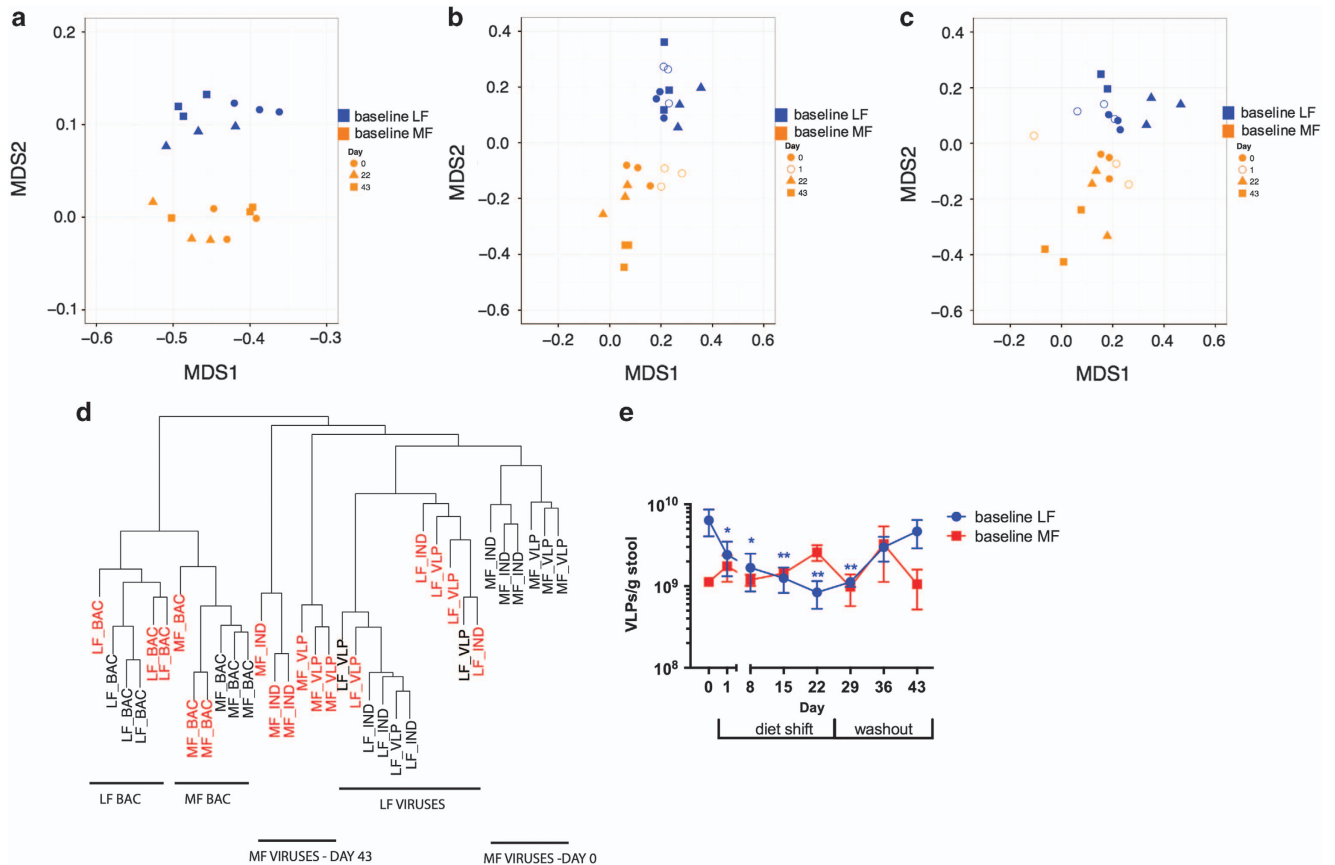 a
0.2
0.1
0.0
−0.1
MDS2
−0.6
−0.5
−0.4
−0.3
MDS1
baseline LF
baseline MF
Day
0
22
43
b
0.4
0.2
0.0
−0.2
−0.4
−0.6
MDS2
−0.2
0.0
0.2
0.4
0.6
MDS1
baseline LF
baseline MF
Day
0
1
22
43
c
0.4
0.2
0.0
−0.2
−0.4
−0.6
MDS2
−0.2
0.0
0.2
0.4
0.6
MDS1
baseline LF
baseline MF
Day
0
1
22
43
d
LF_BAC
LF_BAC
LF_BAC
LF_BAC
LF_BAC
LF_BAC
MF_BAC
MF_BAC
MF_BAC
MF_BAC
MF_BAC
MF_BAC
MF_IND
MF_IND
MF_IND
MF_VLP
MF_VLP
MF_VLP
LF_VLP
LF_VLP
LF_IND
LF_IND
LF_VLP
LF_IND
LF_IND
LF_VLP
LF_VLP
LF_VLP
LF_IND
MF_IND
MF_IND
MF_IND
MF_VLP
MF_VLP
MF_VLP
LF BAC
MF BAC
LF VIRUSES
MF VIRUSES - DAY 43
MF VIRUSES -DAY 0
e
10^10
10^9
10^8
VLPs/g stool
*
*
**
**
**
baseline LF
baseline MF
0
1
8
15
22
29
36
43
Day
diet shift
washout